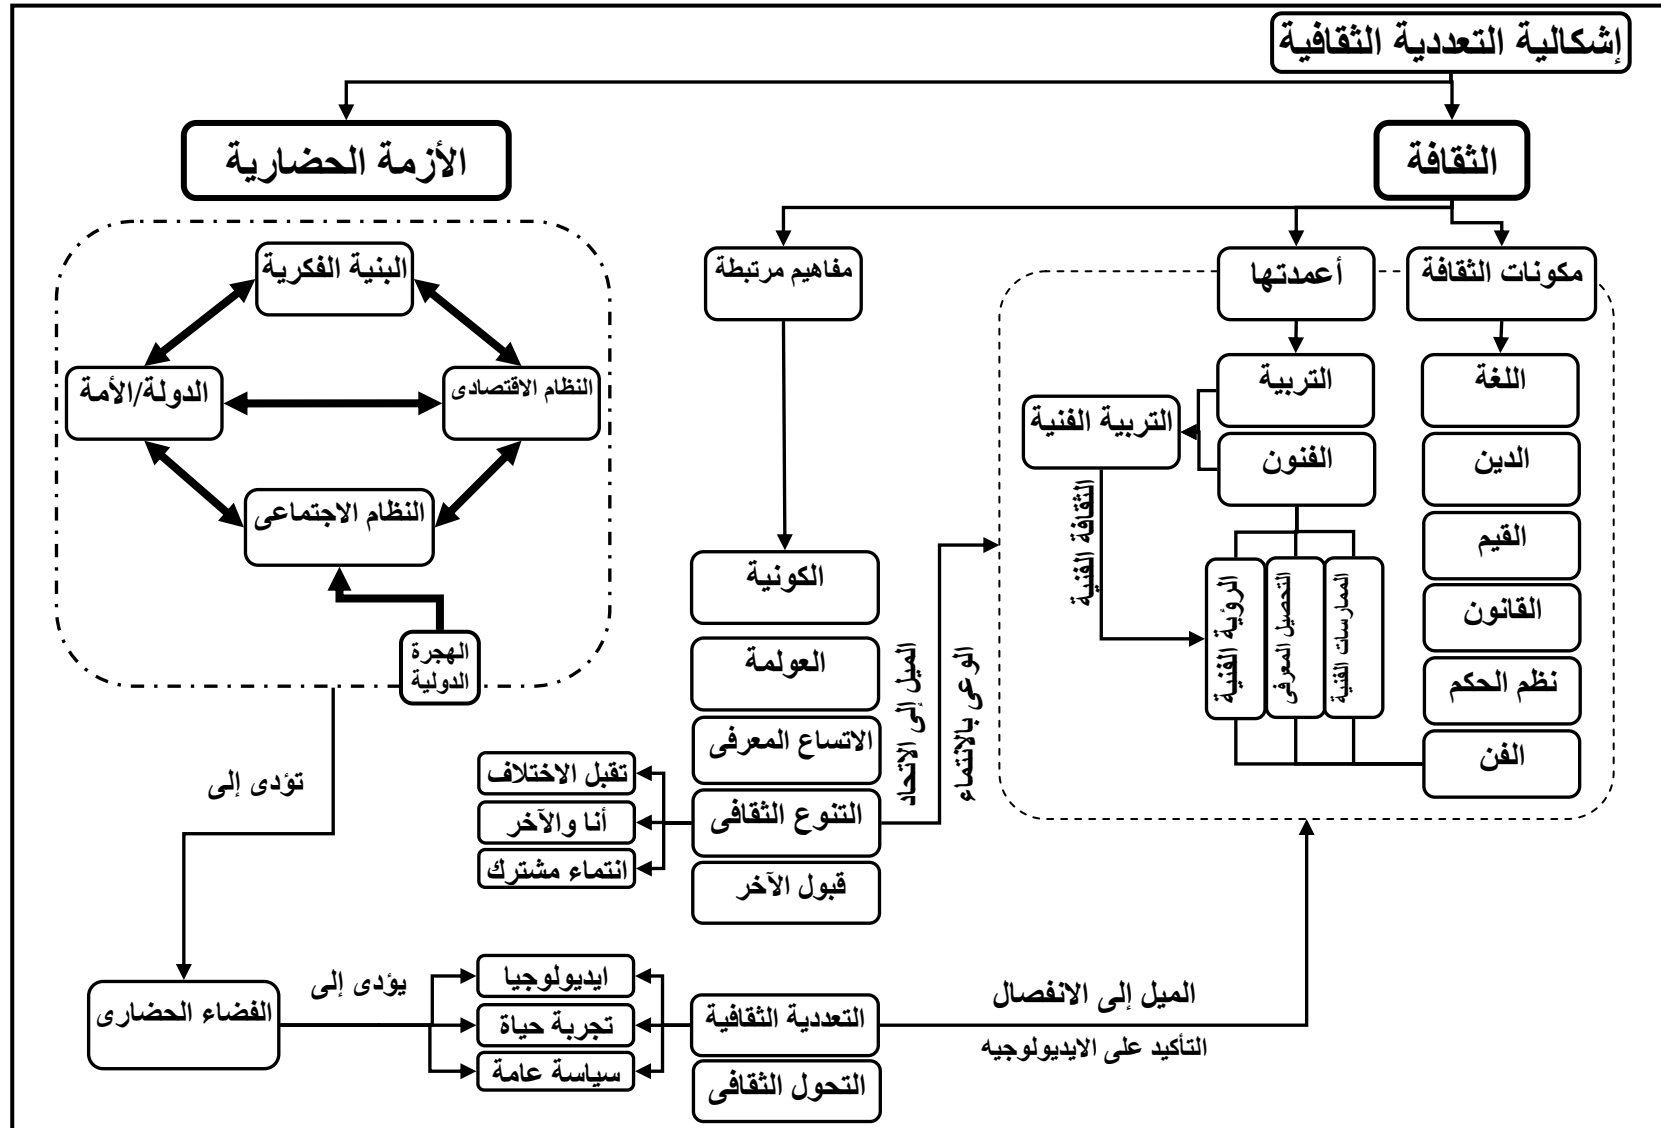 إشكالية التعددية الثقافية
الثقافة
الأزمة الحضارية
مكونات الثقافة
أعمدتها
مفاهيم مرتبطة
اللغة
الدين
القيم
القانون
نظم الحكم
الفن
التربية
الفنون
التربية الفنية
الثقافة الفنية
الممارسات الفنية
التحصيل المعرفى
الرؤية الفنية
الكونية
العولمة
الاتساع المعرفى
التنوع الثقافى
قبول الآخر
الوعى بالانتماء
الميل إلى الاتحاد
تقبل الاختلاف
أنا والآخر
انتماء مشترك
التعددية الثقافية
التحول الثقافى
الميل إلى الانفصال
التأكيد على الايديولوجيه
ايديولوجيا
تجربة حياة
سياسة عامة
البنية الفكرية
النظام الاقتصادى
الدولة/الأمة
النظام الاجتماعى
الهجرة
الدولية
تؤدى إلى
الفضاء الحضارى
يؤدى إلى